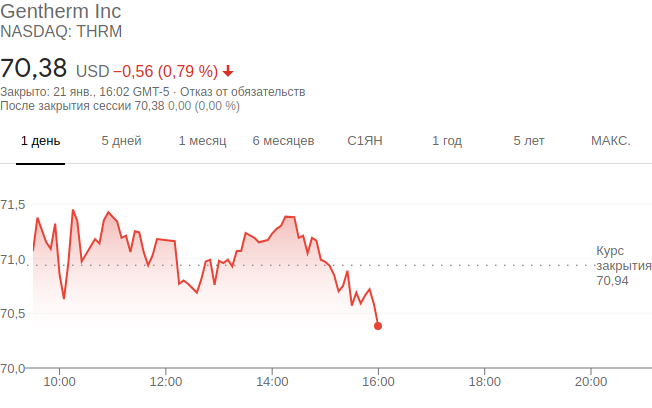 Gentherm Inc
NASDAQ: THRM
70,38 USD −0,56 (0,79 %)
Закрыто: 21 янв., 16:02 GMT-5 · Отказ от обязательств
После закрытия сессии 70,38 0,00 (0,00 %)
1 день 5 дней 1 месяц 6 месяцев С1ЯН 1 год 5 лет МАКС.
71,5
71,0
70,5
70,0
Курс
закрытия
70,94
10:00 12:00 14:00 16:00 18:00 20:00